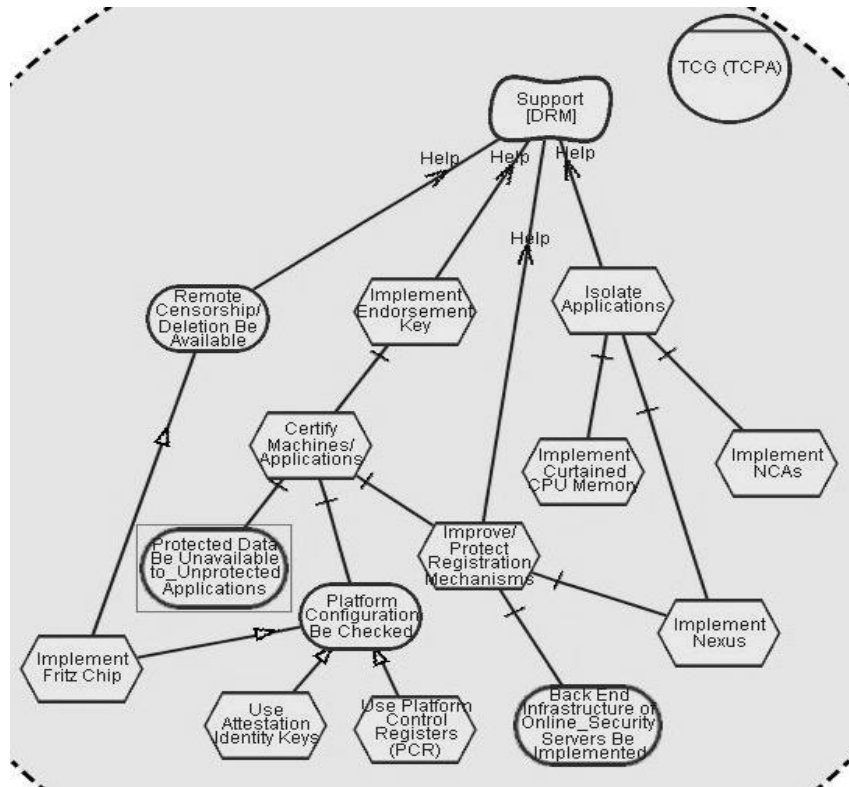 TCG (TCPA)
Support
[DRM]
Help
Help
Help
Help
Remote
Censorship/
Deletion Be
Available
Implement
Endorsement
Key
Isolate
Applications
Certify
Machines/
Applications
Implement
Curtained
CPU Memory
Implement
NCAs
Protected Data
Be Unavailable
to_Unprotected
Applications
Improve/
Protect
Registration
Mechanisms
Platform
Configuration
Be Checked
Implement
Fritz Chip
Implement
Nexus
Use
Attestation
Identity Keys
Use Platform
Control
Registers
(PCR)
Back End
Infrastructure of
Online_Security
Servers Be
Implemented